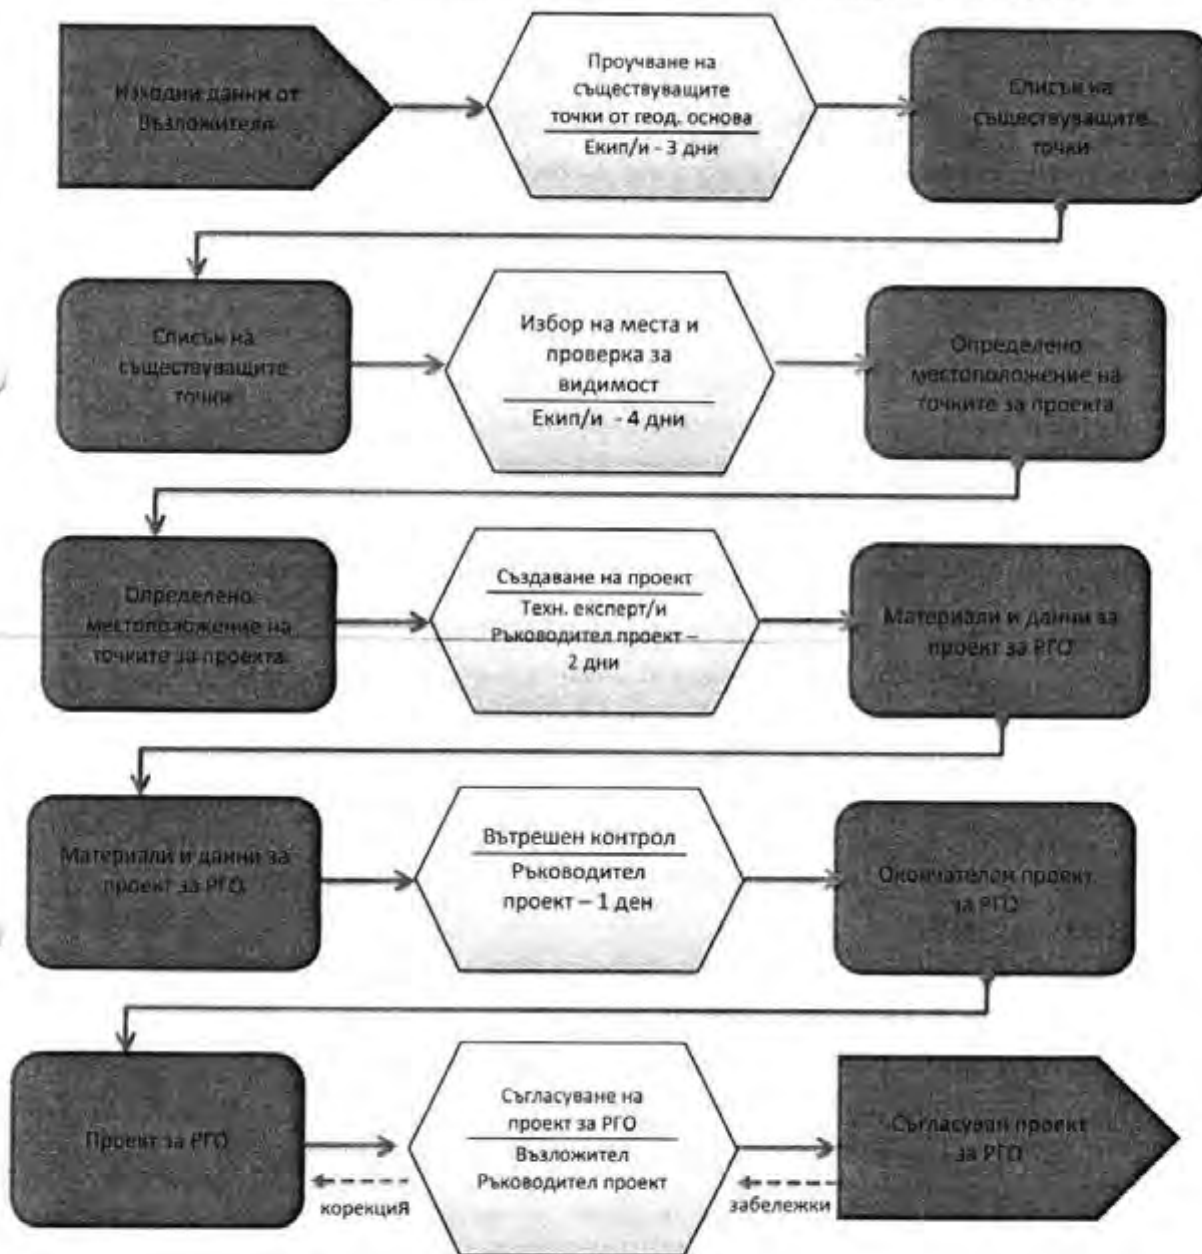 Изходни данни от
Възложителя
Проучване на
съществуващите
точки от геод. основа
Екип/и - 3 дни
Списък на
съществуващите
точки
Списък на
съществуващите
точки
Избор на места и
проверка за
видимост
Екип/и - 4 дни
Определено
местоположение на
точките за проекта
Определено
местоположение на
точките за проекта
Създаване на проект
Техн. експерт/и
Ръководител проект –
2 дни
Материали и данни за
проект за РГО
Материали и данни за
проект за РГО
Вътрешен контрол
Ръководител
проект – 1 ден
Окончателен проект
за РГО
Проект за РГО
Съгласуване на
проект за РГО
Възложител
Ръководител проект
Съгласуван проект
за РГО
корекция
забележки